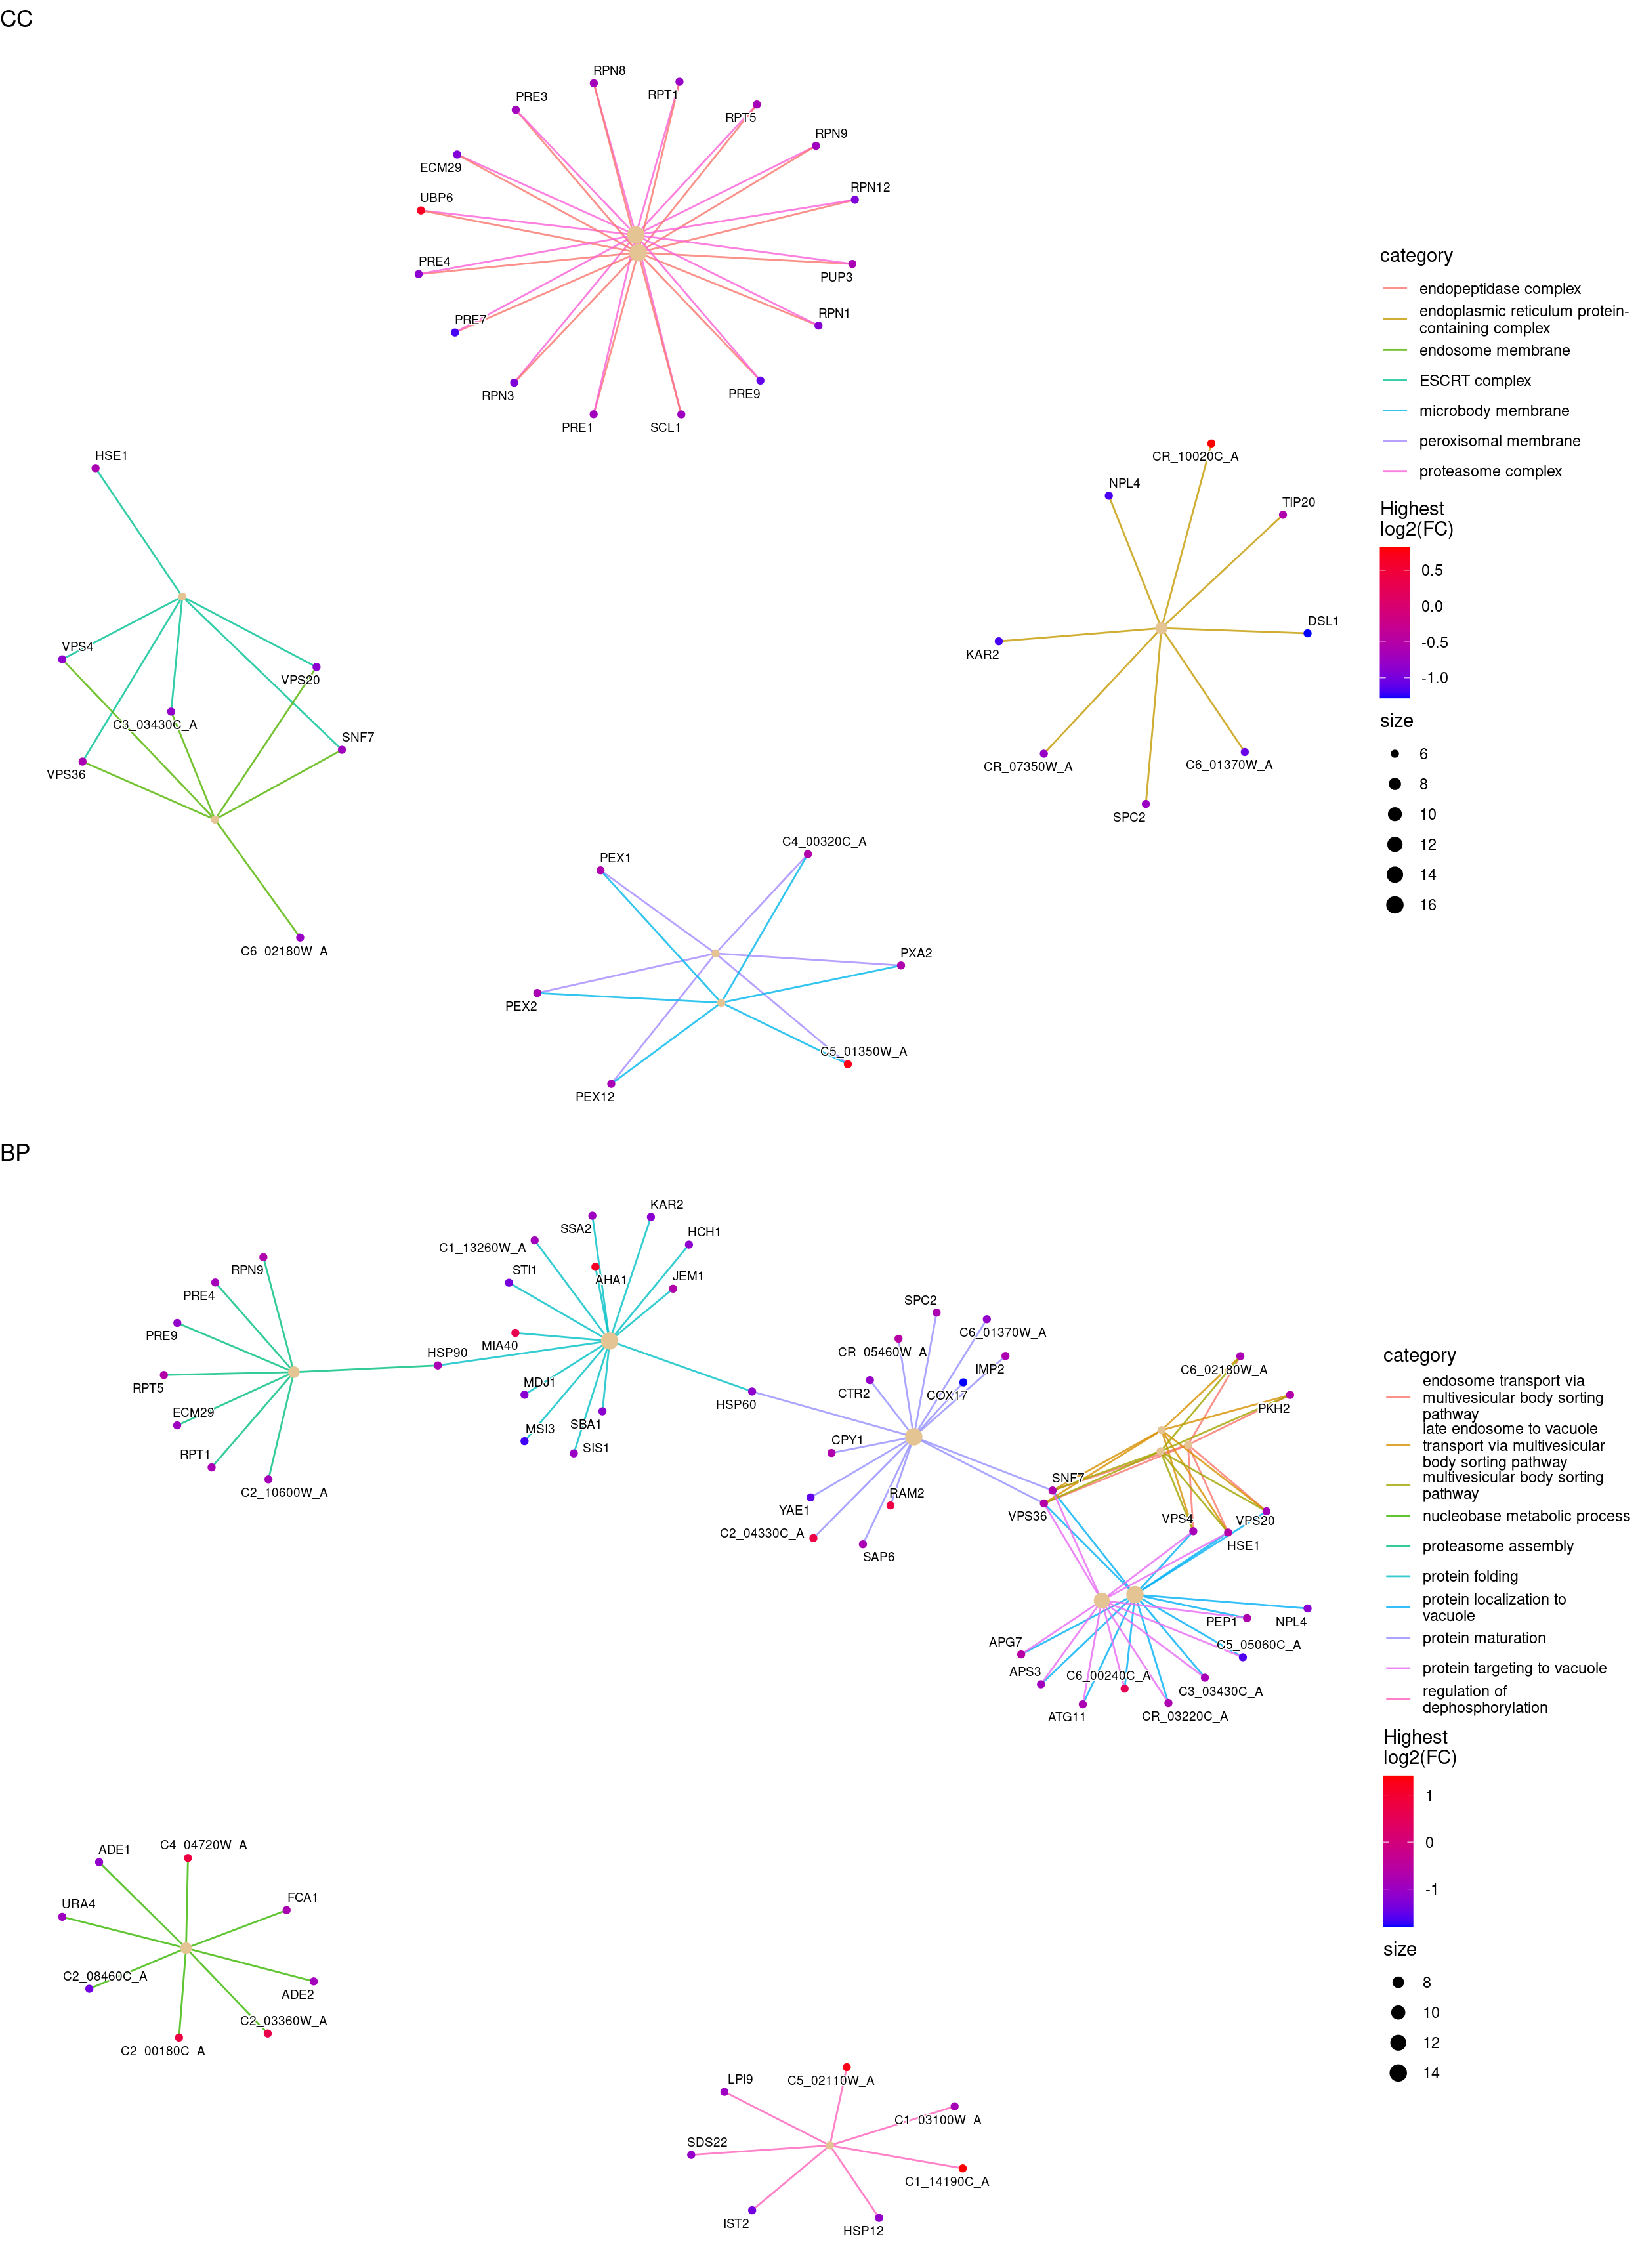 CC
RPN8
PRE3
RPT1
RPT5
RPN9
ECM29
RPN12
UBP6
PRE4
PUP3
PRE7
RPN1
RPN3
PRE9
PRE1
SCL1
category
endopeptidase complex
endoplasmic reticulum protein-
containing complex
endosome membrane
ESCRT complex
microbody membrane
peroxisomal membrane
proteasome complex
Highest
log2(FC)
0.5
0.0
-0.5
-1.0
size
6
8
10
12
14
16
HSE1
VPS4
VPS20
C3_03430C_A
SNF7
VPS36
C6_02180W_A
CR_10020C_A
NPL4
TIP20
DSL1
KAR2
CR_07350W_A
C6_01370W_A
SPC2
C4_00320C_A
PEX1
PXA2
PEX2
C5_01350W_A
PEX12
BP
KAR2
SSA2
HCH1
C1_13260W_A
RPN9
STI1
AHA1
JEM1
PRE4
PRE9
MIA40
HSP90
RPT5
MDJ1
HSP60
ECM29
MSI3
SBA1
SIS1
RPT1
C2_10600W_A
SPC2
C6_01370W_A
CR_05460W_A
IMP2
CTR2
COX17
CPY1
YAE1
RAM2
C2_04330C_A
SAP6
C6_02180W_A
PKH2
SNF7
VPS36
VPS4
VPS20
HSE1
PEP1
NPL4
APG7
C5_05060C_A
APS3
C6_00240C_A
C3_03430C_A
ATG11
CR_03220C_A
category
endosome transport via
multivesicular body sorting
pathway
late endosome to vacuole
transport via multivesicular
body sorting pathway
multivesicular body sorting
pathway
nucleobase metabolic process
proteasome assembly
protein folding
protein localization to
vacuole
protein maturation
protein targeting to vacuole
regulation of
dephosphorylation
Highest
log2(FC)
1
0
-1
size
8
10
12
14
ADE1
C4_04720W_A
FCA1
URA4
C2_08460C_A
ADE2
C2_03360W_A
C2_00180C_A
LPI9
C5_02110W_A
C1_03100W_A
SDS22
C1_14190C_A
IST2
HSP12